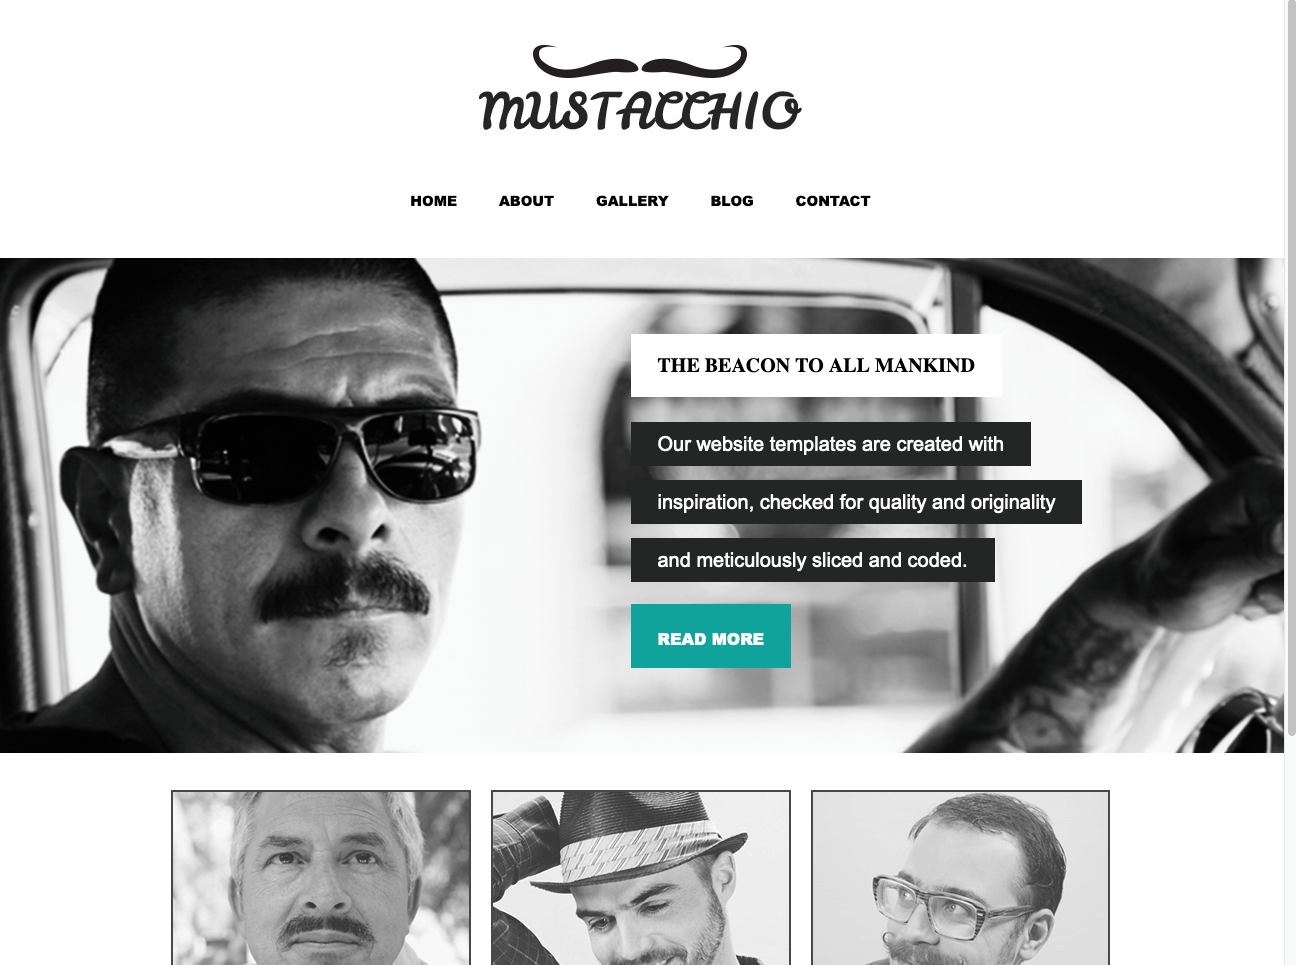 MUSTACCHIO
HOME ABOUT GALLERY BLOG CONTACT
THE BEACON TO ALL MANKIND
Our website templates are created with
inspiration, checked for quality and originality
and meticulously sliced and coded.
READ MORE